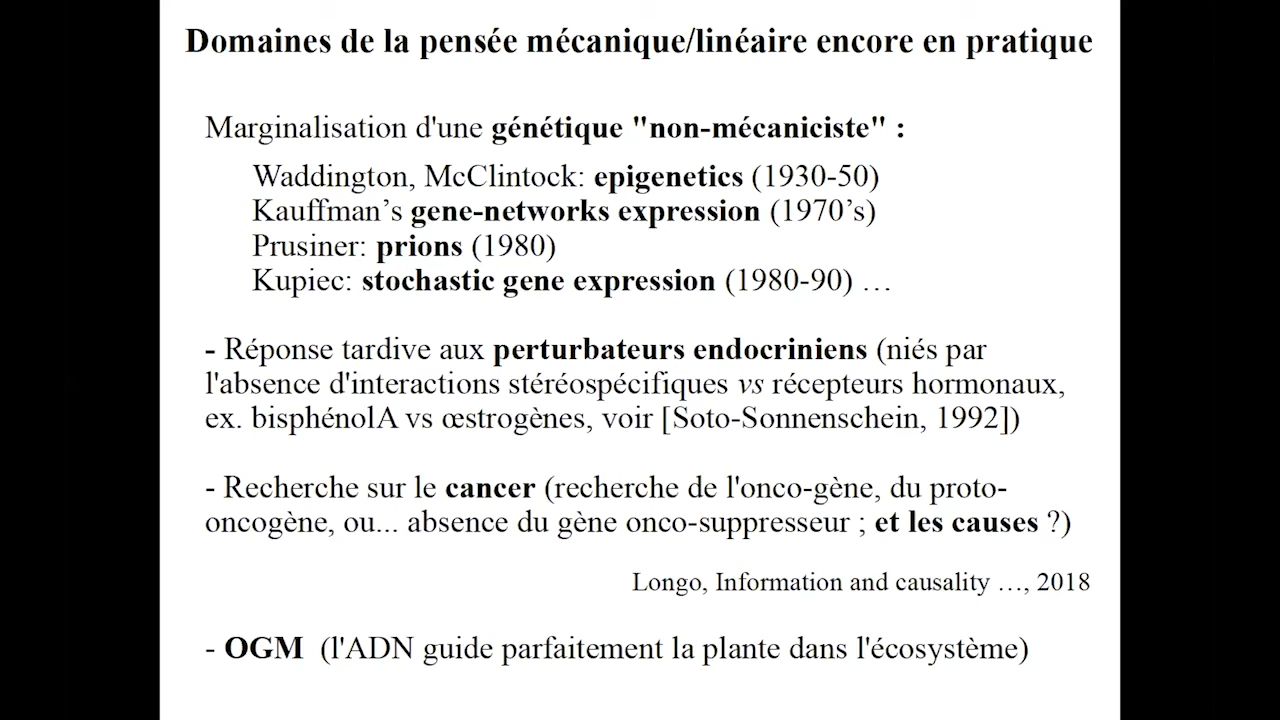 Domaines de la pensée mécanique/linéaire encore en pratique
Marginalisation d'une génétique "non-mécaniciste" :
Waddington, McClintock: epigenetics (1930-50)
Kauffman’s gene-networks expression (1970’s)
Prusiner: prions (1980)
Kupiec: stochastic gene expression (1980-90) …
- Réponse tardive aux perturbateurs endocriniens (niés par
l'absence d'interactions stéréospécifiques vs récepteurs hormonaux,
ex. bisphénolA vs œstrogènes, voir [Soto-Sonnenschein, 1992])
- Recherche sur le cancer (recherche de l'onco-gène, du proto-
oncogène, ou... absence du gène onco-suppresseur ; et les causes ?)
Longo, Information and causality …, 2018
- OGM (l'ADN guide parfaitement la plante dans l'écosystème)